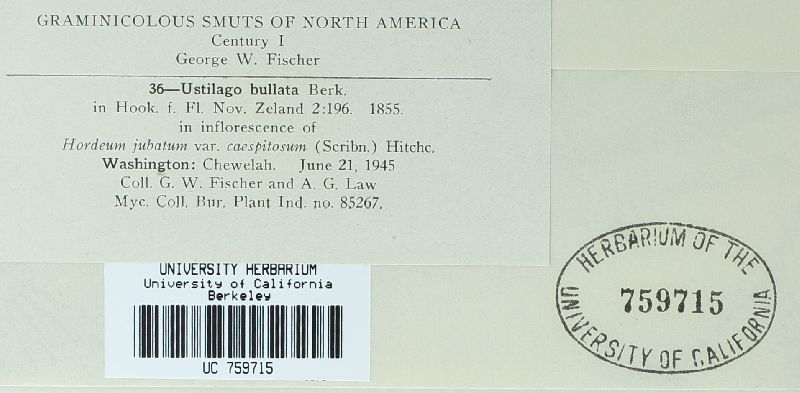 GRAMINICOLOUS SMUTS OF NORTH AMERICA
Century I
George W. Fischer
36—Ustilago bullata Berk.
in Hook. f. Fl. Nov. Zeland 2:196. 1855.
in inflorescence of
Hordeum jubatum var. caespitosum (Scribn.) Hitchc.
Washington: Chewelah. June 21, 1945
Coll. G. W. Fischer and A. G. Law
Myc. Coll. Bur. Plant Ind. no. 85267.
UNIVERSITY HERBARIUM
University of California
Berkeley
UC 759715
HERBARIUM OF THE
759715
UNIVERSITY OF CALIFORNIA